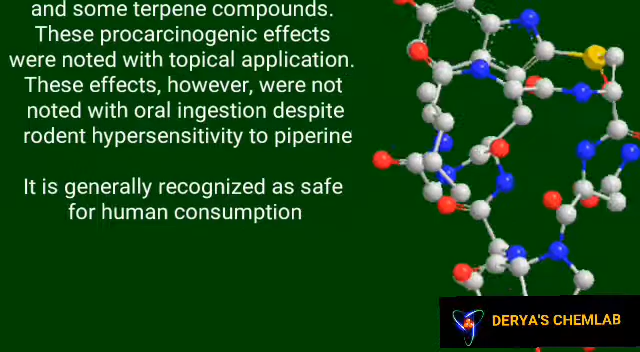 and some terpene compounds.
These procarcinogenic effects
were noted with topical application.
These effects, however, were not
noted with oral ingestion despite
rodent hypersensitivity to piperine
It is generally recognized as safe
for human consumption
DERYA'S CHEMLAB